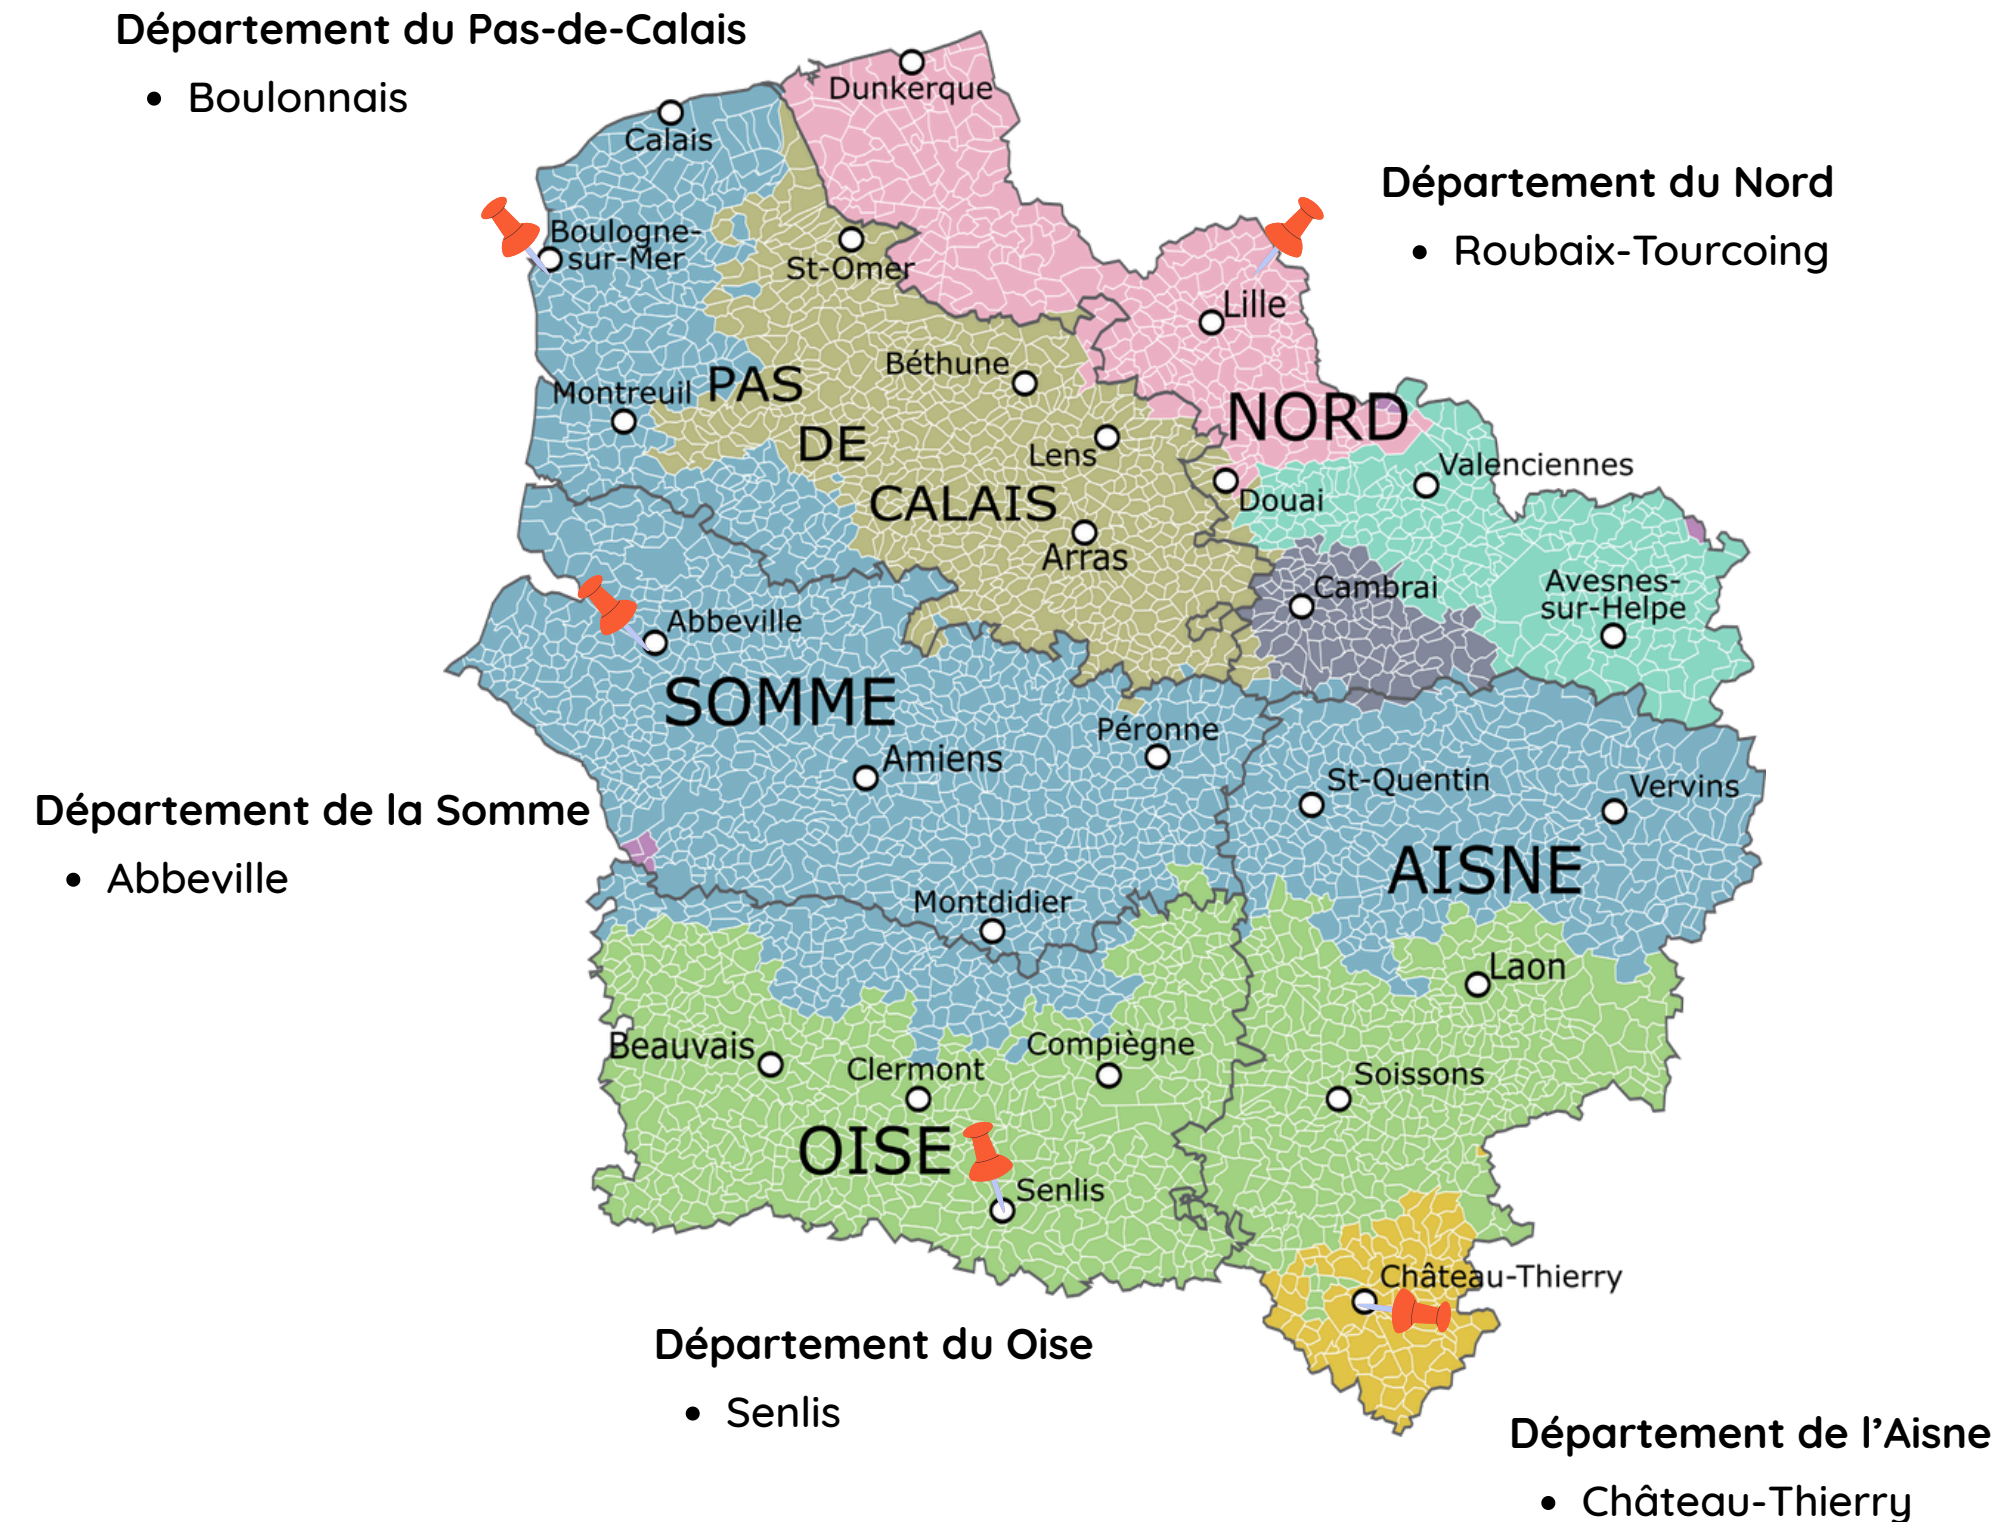 Département du Pas-de-Calais
• Boulonnais
Dunkerque
Calais
Département du Nord
• Roubaix-Tourcoing
Boulogne-
sur-Mer
St-Omer
Lille
Béthune
Montreuil
PAS
DE
CALAIS
NORD
Lens
Valenciennes
Douai
Arras
Cambrai
Avesnes-
sur-Helpe
Abbeville
SOMME
Péronne
Amiens
St-Quentin
Vervins
Département de la Somme
• Abbeville
AISNE
Montdidier
Laon
Beauvais
Clermont
Compiègne
Soissons
OISE
Senlis
Château-Thierry
Département du Oise
• Senlis
Département de l’Aisne
• Château-Thierry